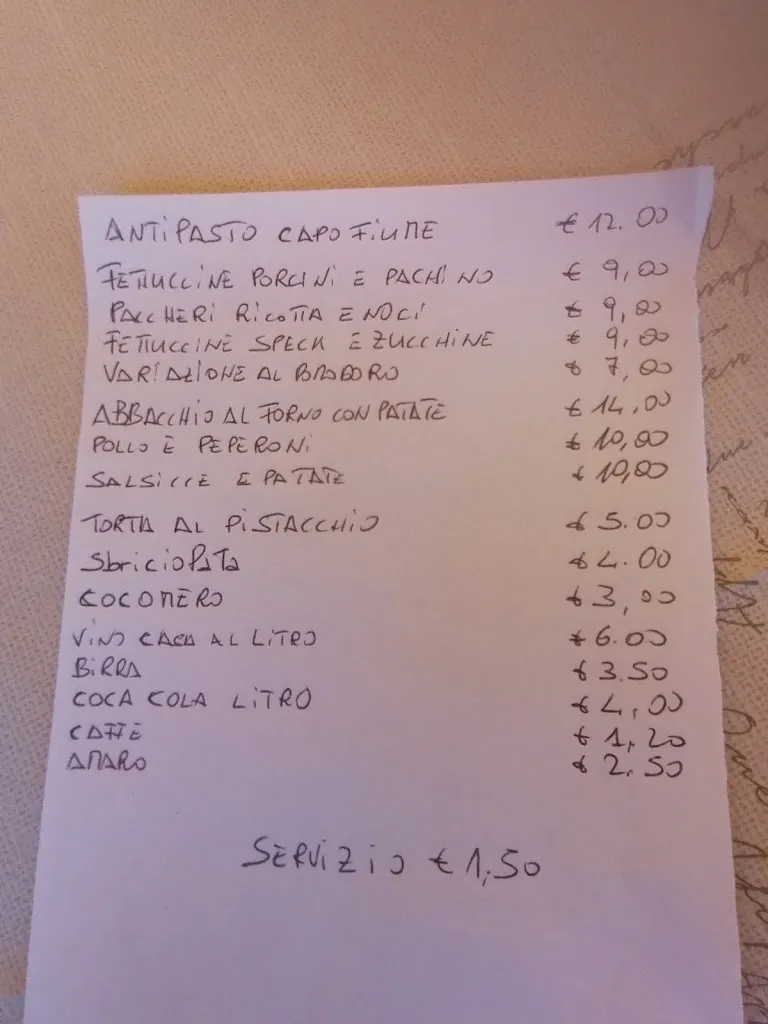 ANTIPASTO CAPO FIUME € 12.00
FETTUCCINE PORCINI E PACHINO € 9,00
PACCHERI RICOTTA E NOCI € 9,00
FETTUCCINE SPECK E ZUCCHINE € 9,00
VARIAZIONE AL POMODORO € 7,00
ABBACCHIO AL FORNO CON PATATE € 14,00
POLLO E PEPERONI € 10,00
SALSICCE E PATATE € 10,00
TORTA AL PISTACCHIO € 5.00
SbricioLATA € 4.00
COCOMERO € 3,00
VINO CASA AL LITRO € 6.00
BIRRA € 3.50
COCA COLA LITRO € 4,00
CAFFÈ € 1,20
AMARO € 2,50
SERVIZIO € 1,50